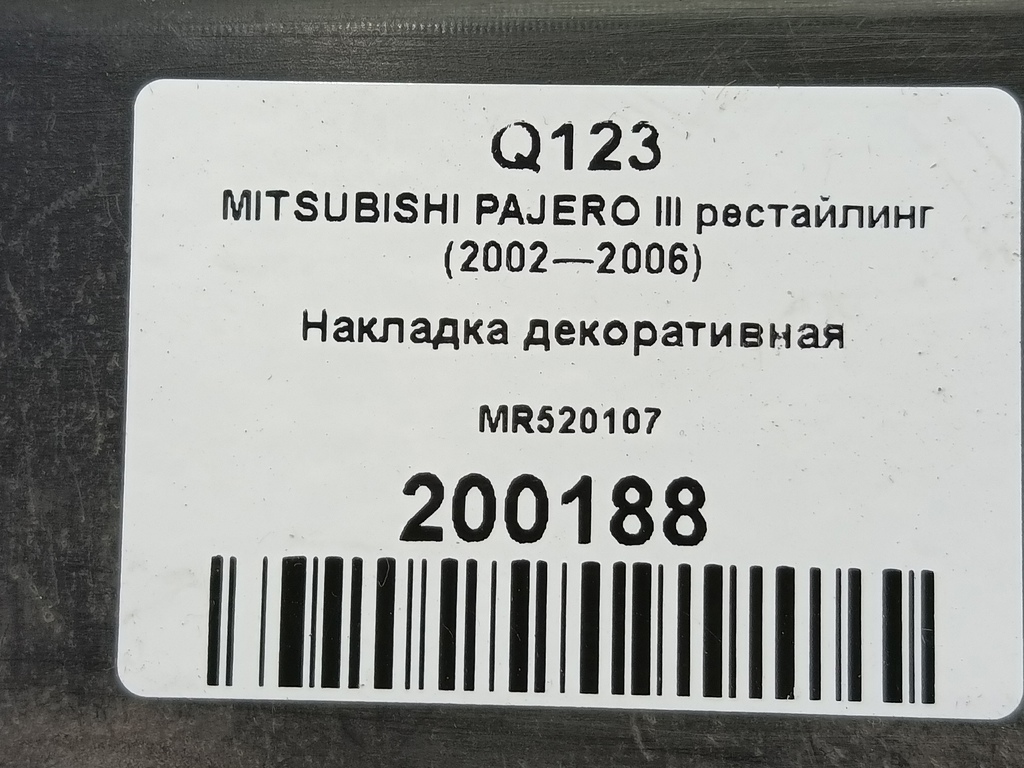 Q123
MITSUBISHI PAJERO III рестайлинг
(2002—2006)
Накладка декоративная
MR520107
200188